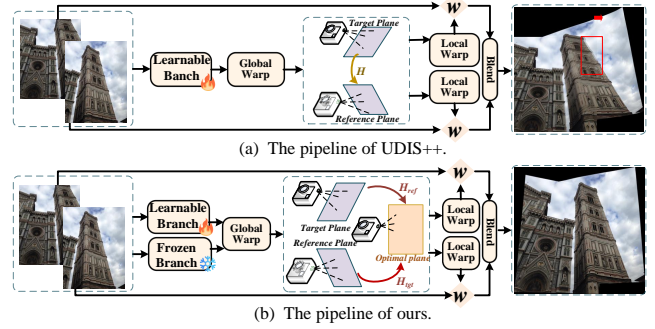 Target Plane
H
Reference Plane
Learnable
Banch
Global
Warp
Local
Warp
Local
Warp
w
w
Blend
(a) The pipeline of UDIS++.
Learnable
Branch
Frozen
Branch
Global
Warp
Target Plane
Reference Plane
H_ref
H_tgt
Optimal plane
Local
Warp
Local
Warp
w
w
Blend
(b) The pipeline of ours.